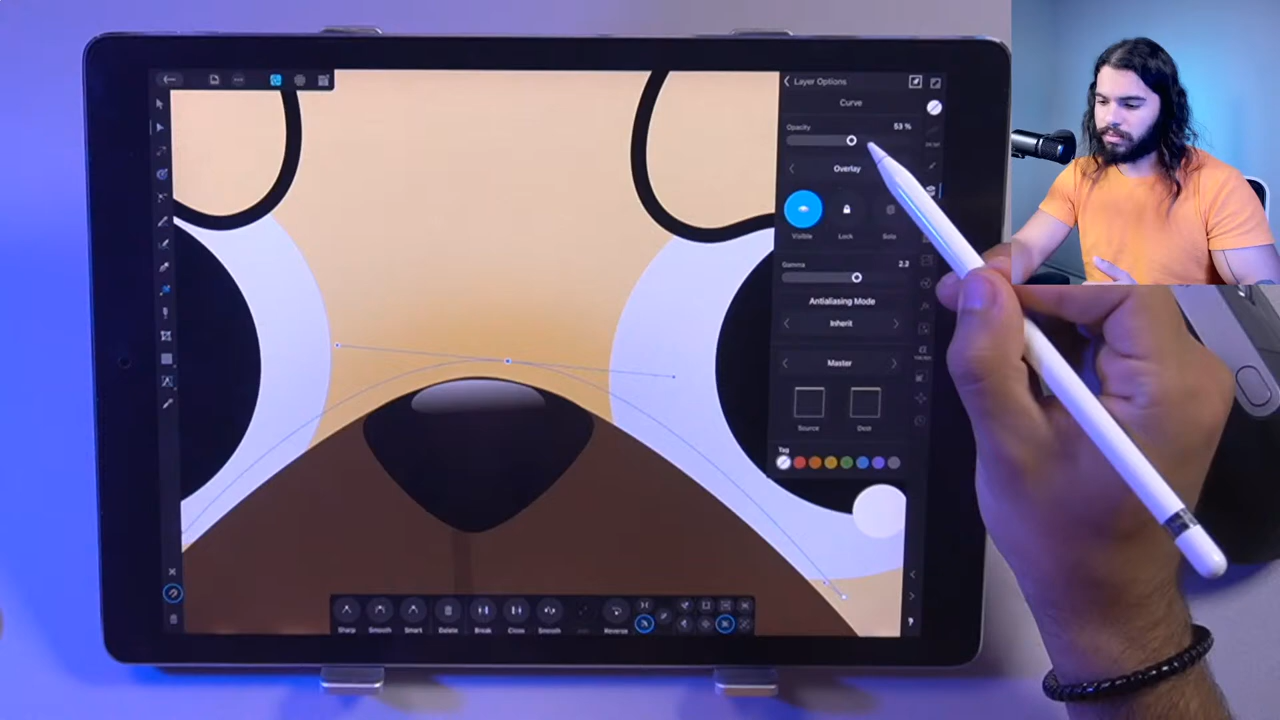 Layer Options
Curve
Opacity 53 %
Overlay
Visible Lock Solo
Gamma 2.2
Antialiasing Mode
Inherit
Master
Source Dest
Tag
Sharp Smooth Smart Delete Break Close Smooth Reverse